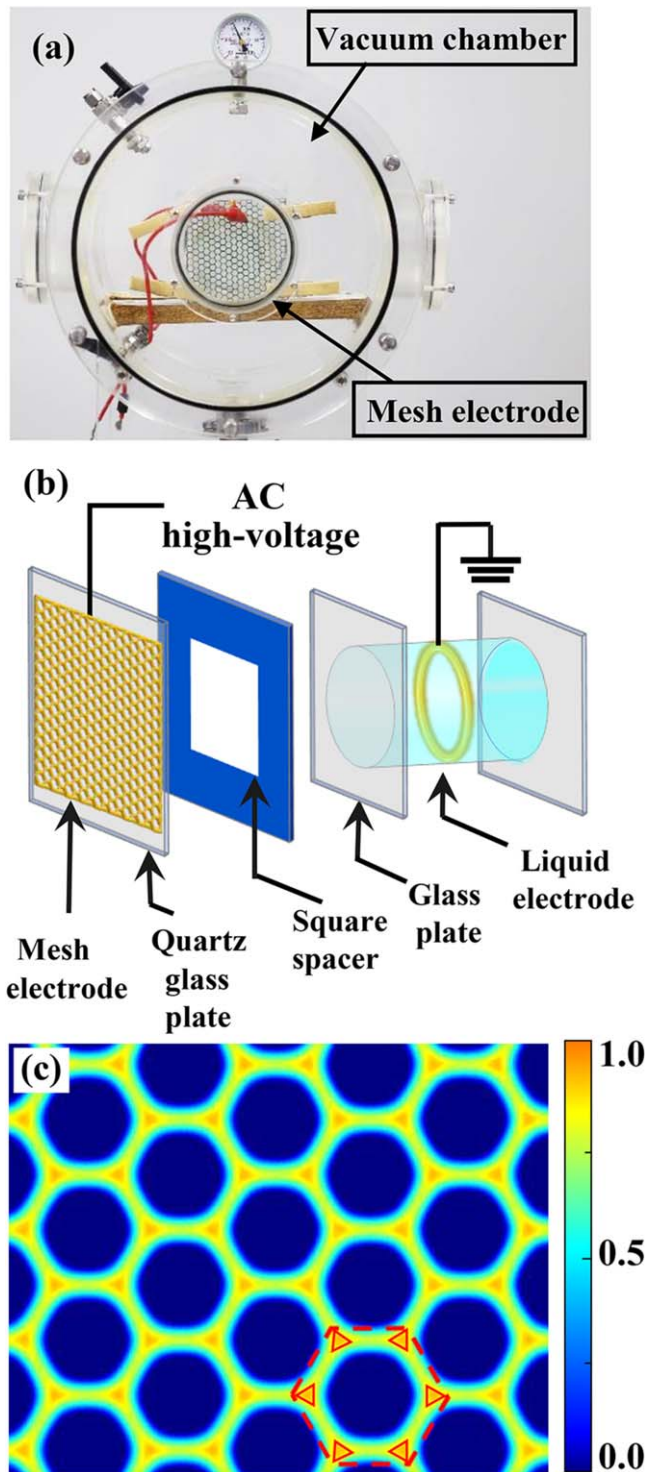 (a)
Vacuum chamber
Mesh electrode
(b)
AC
high-voltage
Mesh
electrode
Quartz
glass
plate
Square
spacer
Glass
plate
Liquid
electrode
(c)
1.0
0.5
0.0